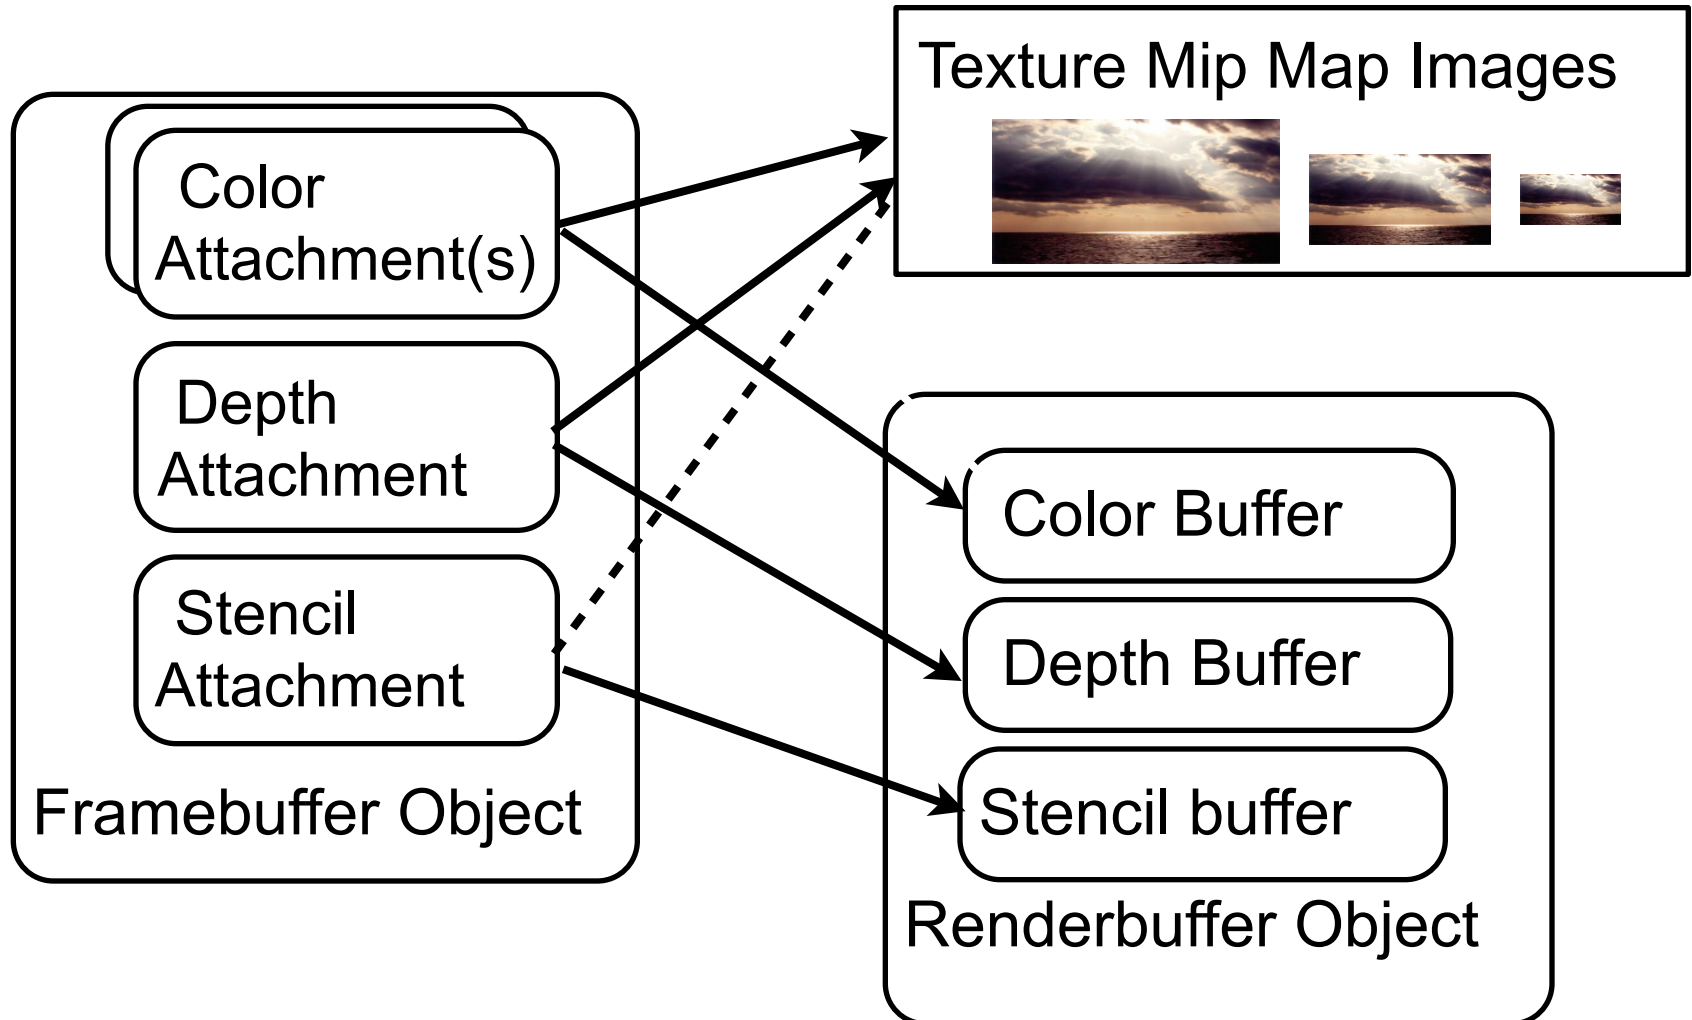 Texture Mip Map Images
Color
Attachment(s)
Depth
Attachment
Stencil
Attachment
Framebuffer Object
Color Buffer
Depth Buffer
Stencil buffer
Renderbuffer Object